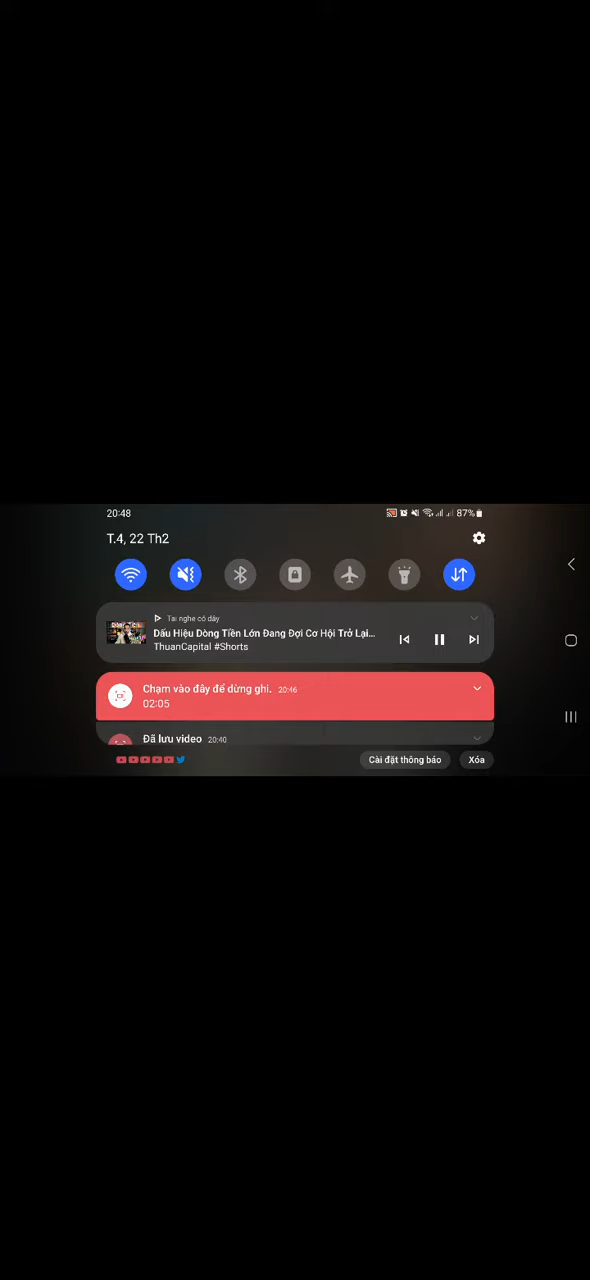 20:48
87%
T.4, 22 Th2
Tai nghe có dây
Dấu Hiệu Dòng Tiền Lớn Đang Đợi Cơ Hội Trở Lại...
ThuanCapital #Shorts
Chạm vào đây để dừng ghi. 20:46
02:05
Đã lưu video 20:40
Cài đặt thông báo
Xóa